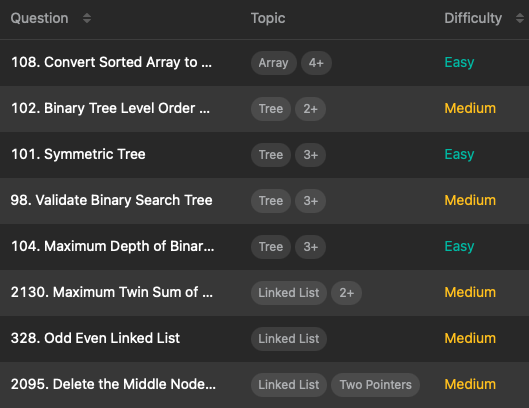 Question Topic Difficulty
108. Convert Sorted Array to ... Array 4+ Easy
102. Binary Tree Level Order ... Tree 2+ Medium
101. Symmetric Tree Tree 3+ Easy
98. Validate Binary Search Tree Tree 3+ Medium
104. Maximum Depth of Binar... Tree 3+ Easy
2130. Maximum Twin Sum of ... Linked List 2+ Medium
328. Odd Even Linked List Linked List Medium
2095. Delete the Middle Node... Linked List Two Pointers Medium